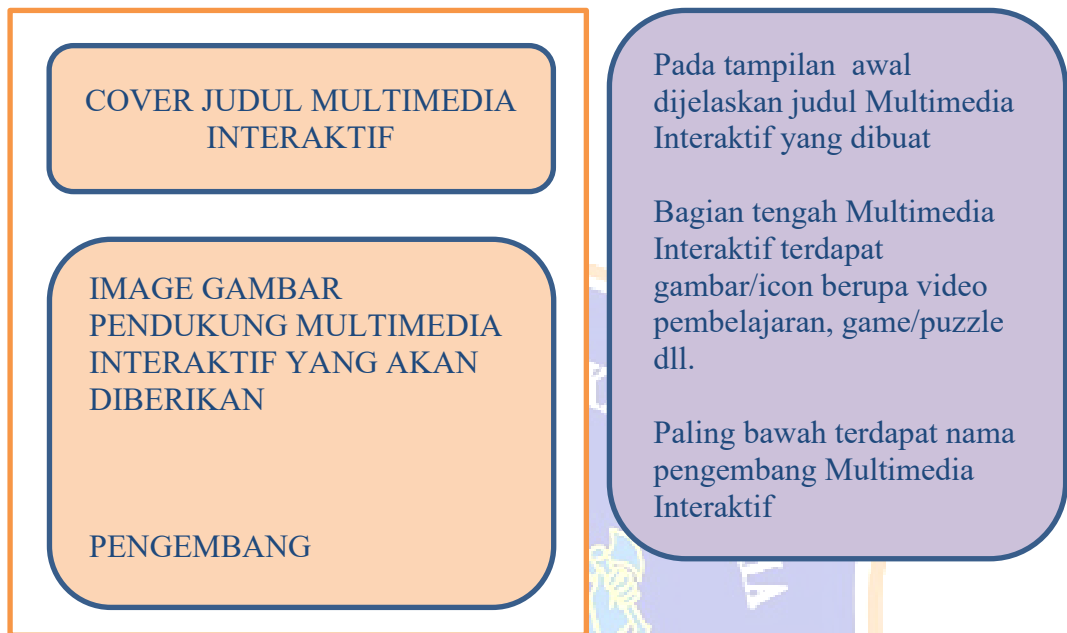 COVER JUDUL MULTIMEDIA
INTERAKTIF
IMAGE GAMBAR
PENDUKUNG MULTIMEDIA
INTERAKTIF YANG AKAN
DIBERIKAN
PENGEMBANG
Pada tampilan awal
dijelaskan judul Multimedia
Interaktif yang dibuat
Bagian tengah Multimedia
Interaktif terdapat
gambar/icon berupa video
pembelajaran, game/puzzle
dll.
Paling bawah terdapat nama
pengembang Multimedia
Interaktif